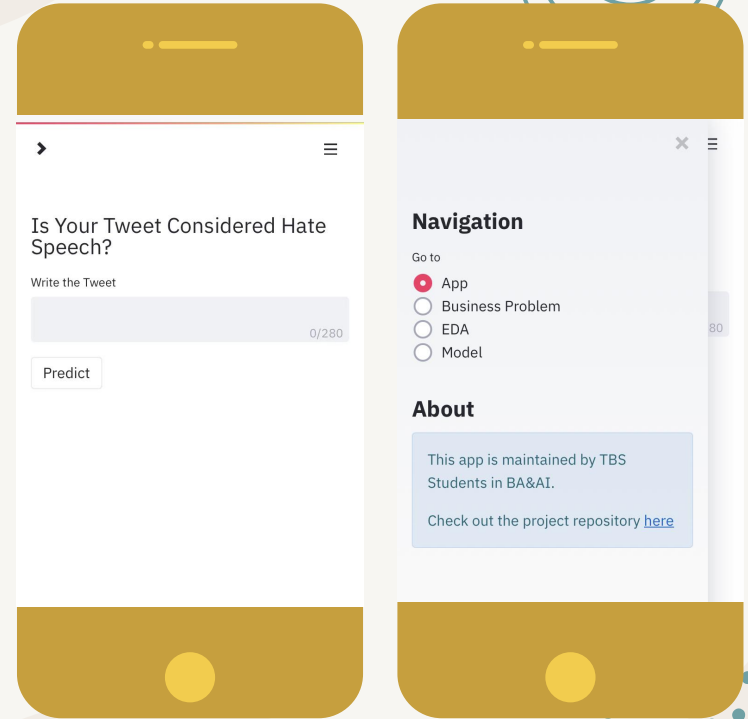 Is Your Tweet Considered Hate
Speech?
Write the Tweet
0/280
Predict
Navigation
Go to
App
Business Problem
EDA
Model
80
About
This app is maintained by TBS
Students in BA&AI.
Check out the project repository here